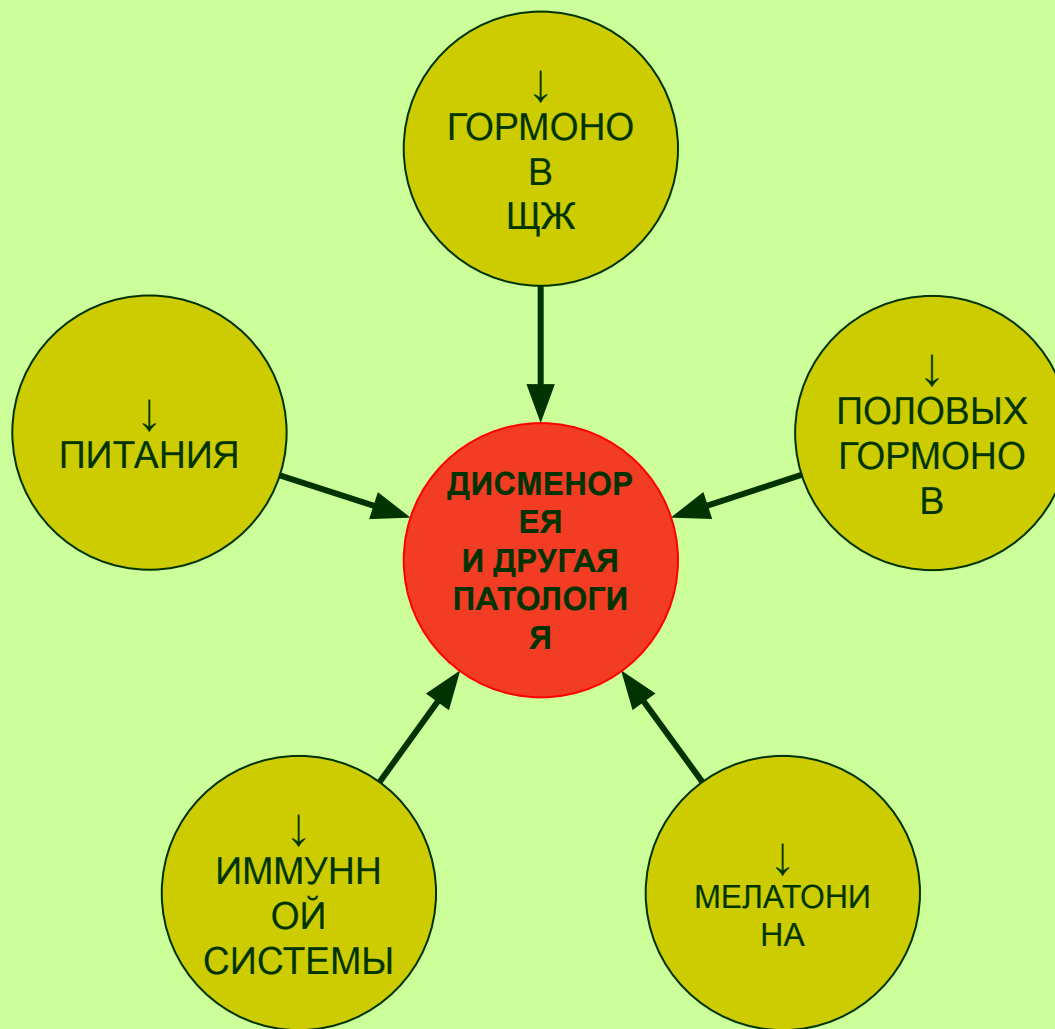 ↓
ГОРМОНО
В
ЩЖ
↓
ПОЛОВЫХ
ГОРМОНО
В
↓
МЕЛАТОНИ
НА
↓
ИММУНН
ОЙ
СИСТЕМЫ
↓
ПИТАНИЯ
ДИСМЕНОР
ЕЯ
И ДРУГАЯ
ПАТОЛОГИ
Я